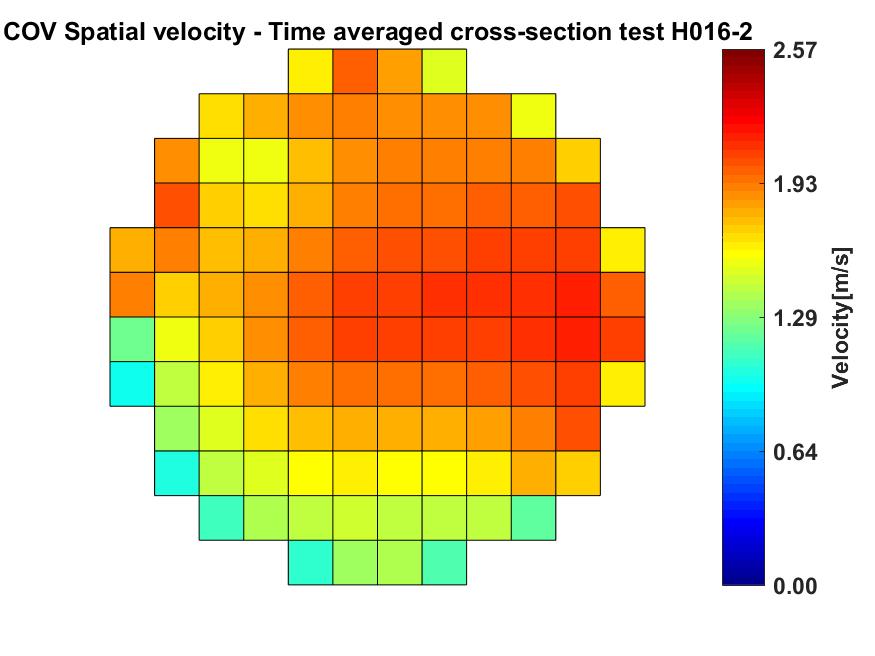 COV Spatial velocity - Time averaged cross-section test H016-2
2.57
1.93
1.29
0.64
0.00
Velocity[m/s]